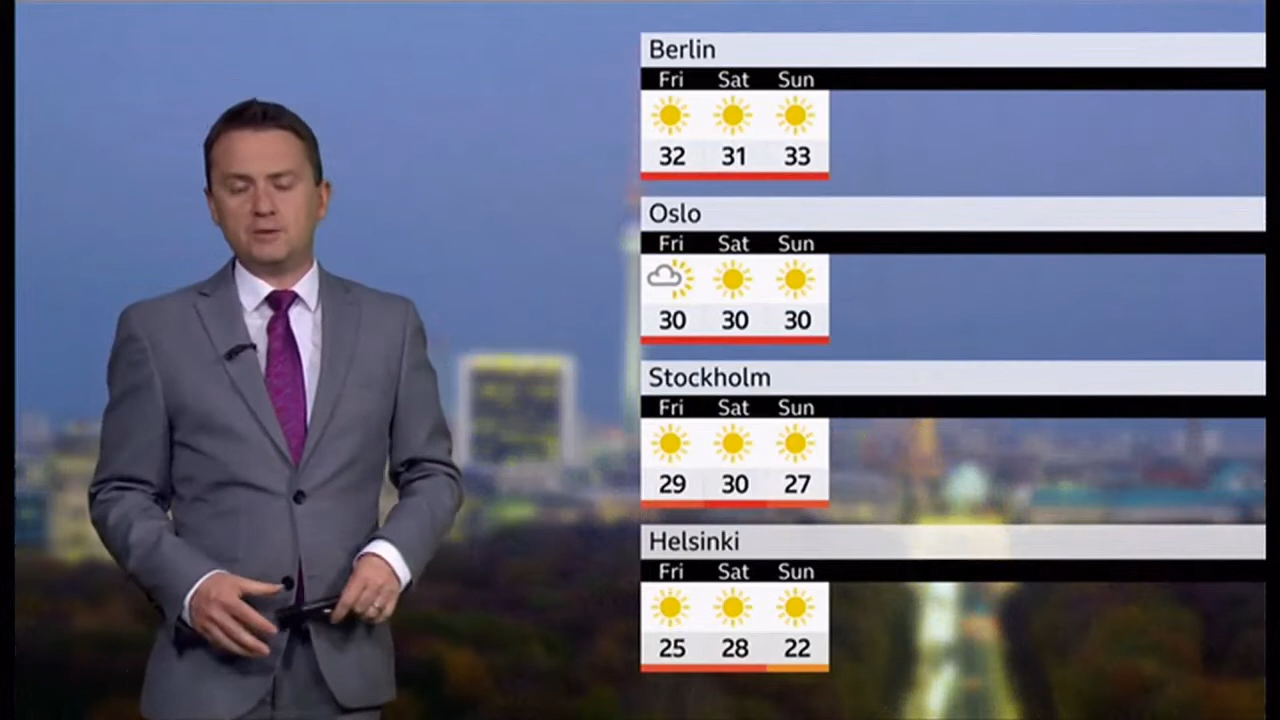 Berlin
Fri Sat Sun
32 31 33
Oslo
Fri Sat Sun
30 30 30
Stockholm
Fri Sat Sun
29 30 27
Helsinki
Fri Sat Sun
25 28 22